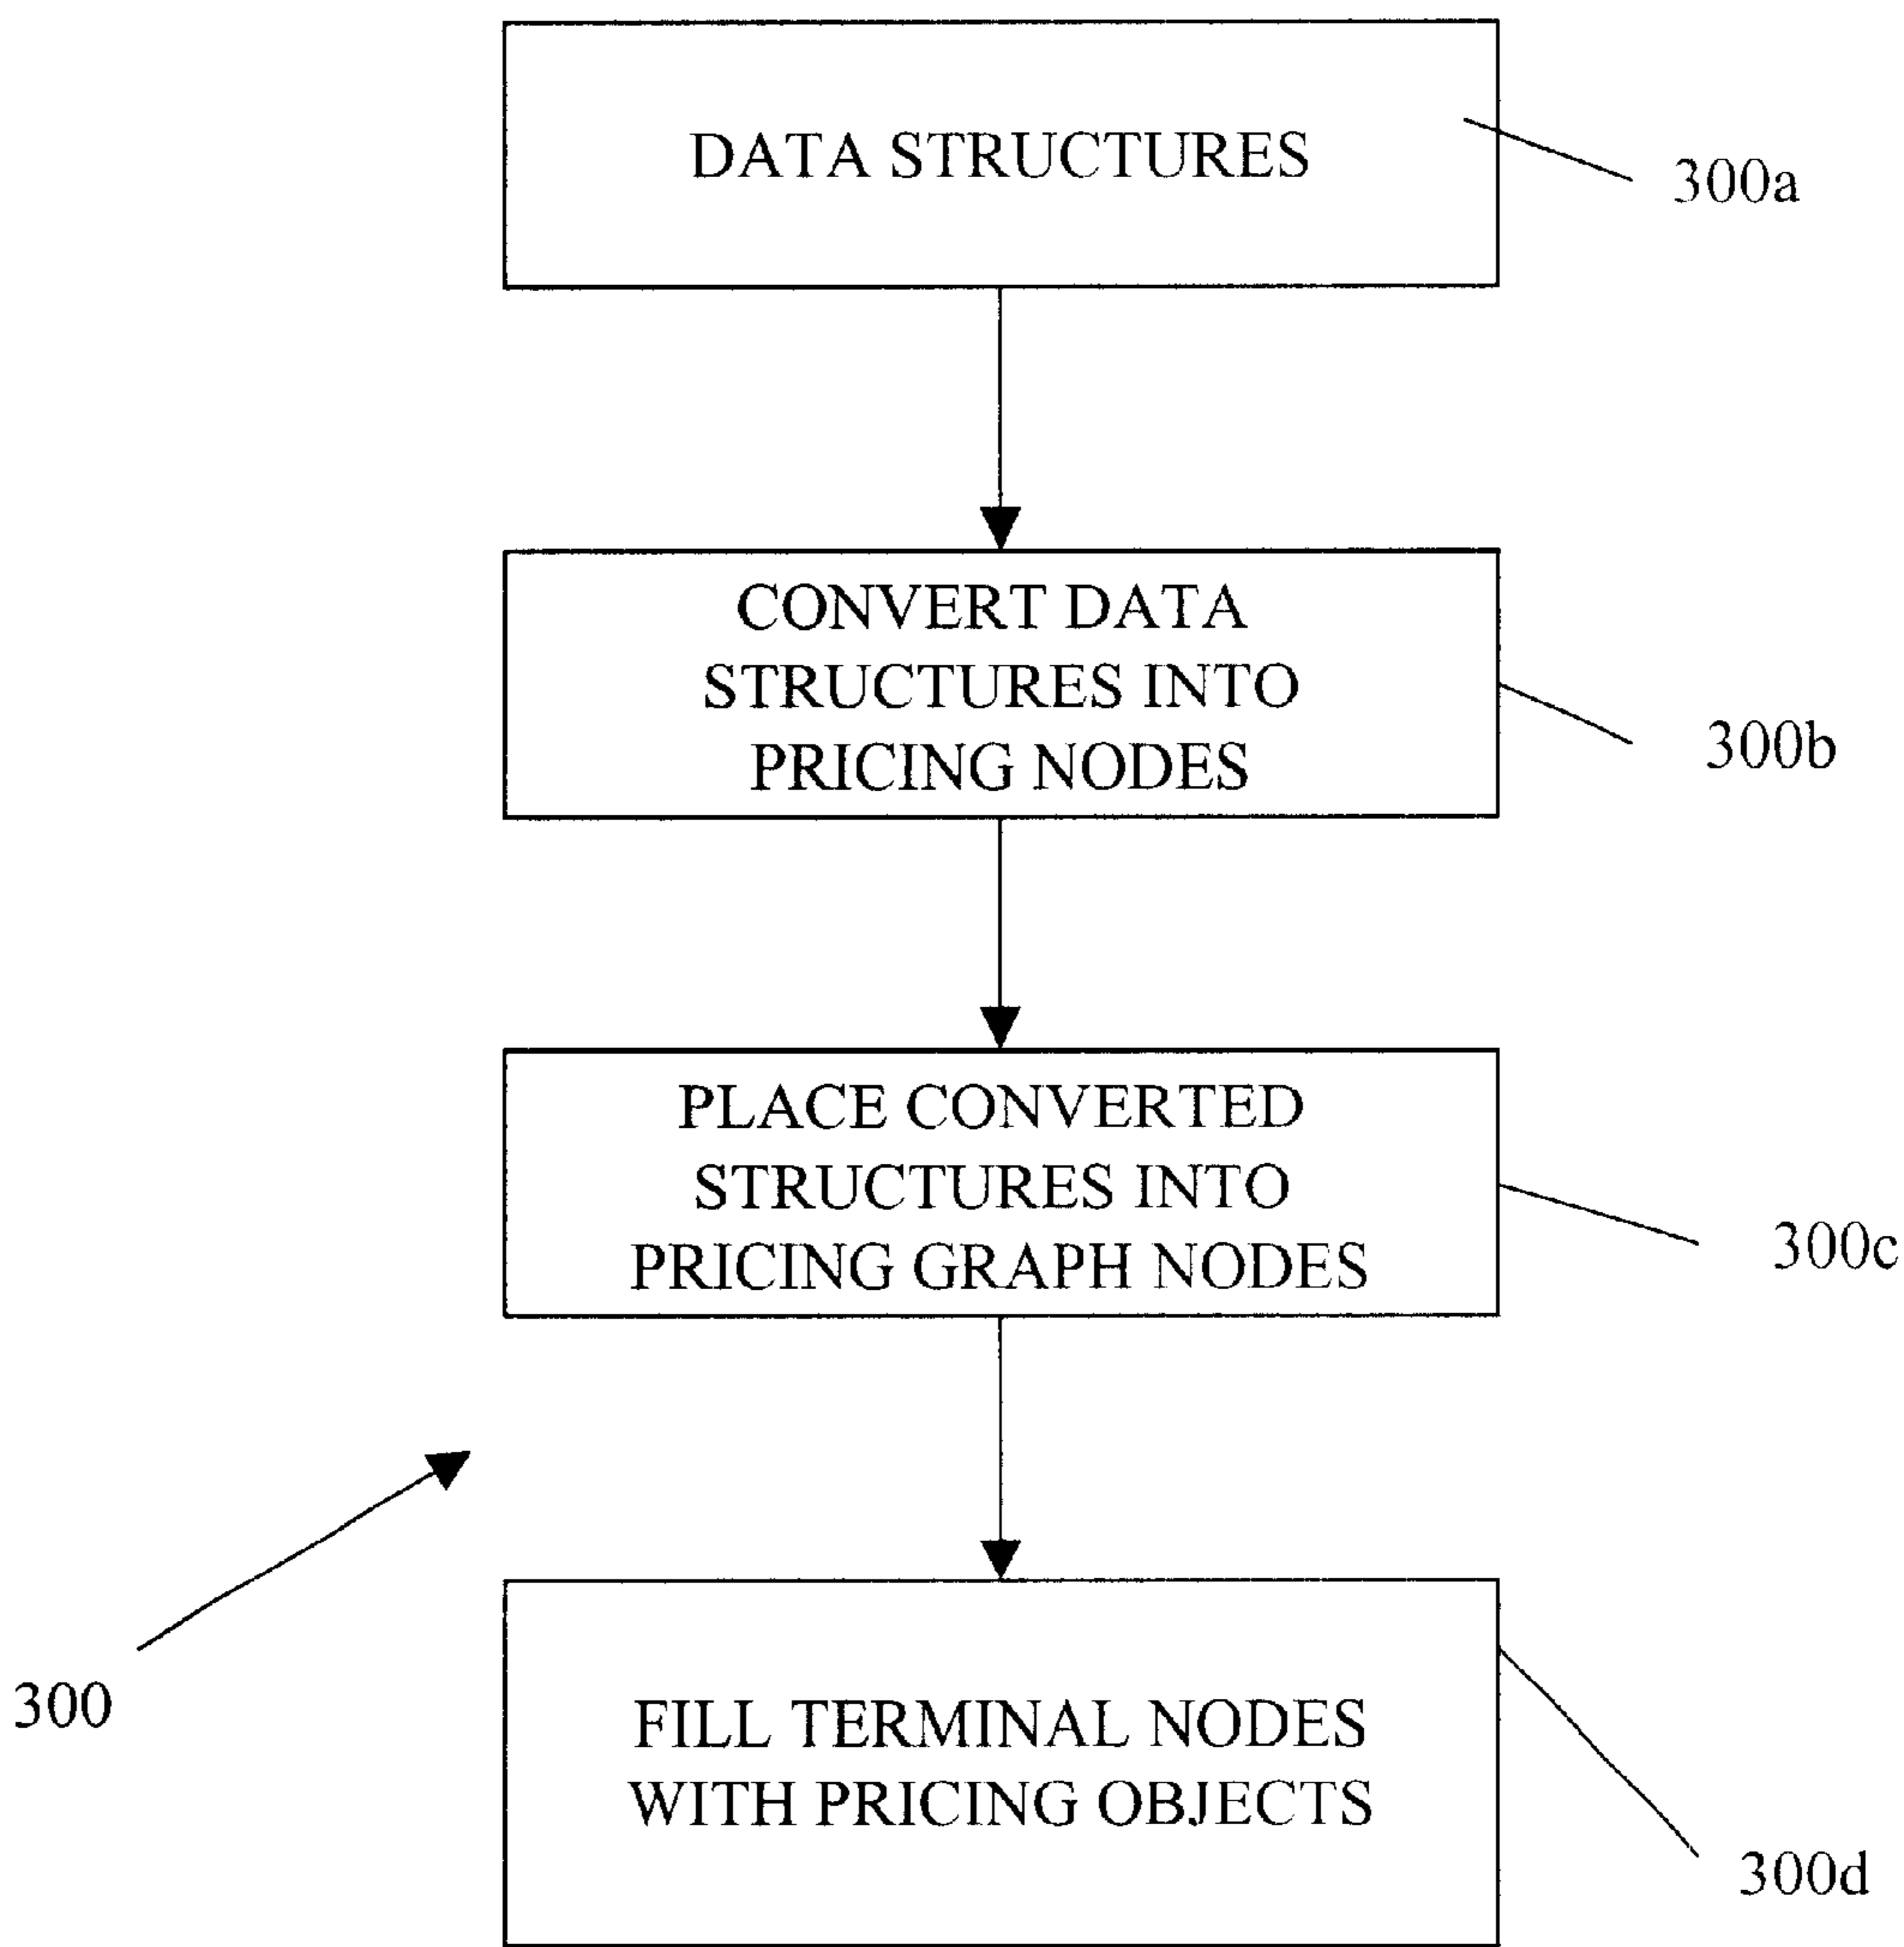 DATA STRUCTURES
300a
CONVERT DATA
STRUCTURES INTO
PRICING NODES
300b
PLACE CONVERTED
STRUCTURES INTO
PRICING GRAPH NODES
300c
300
FILL TERMINAL NODES
WITH PRICING OBJECTS
300d